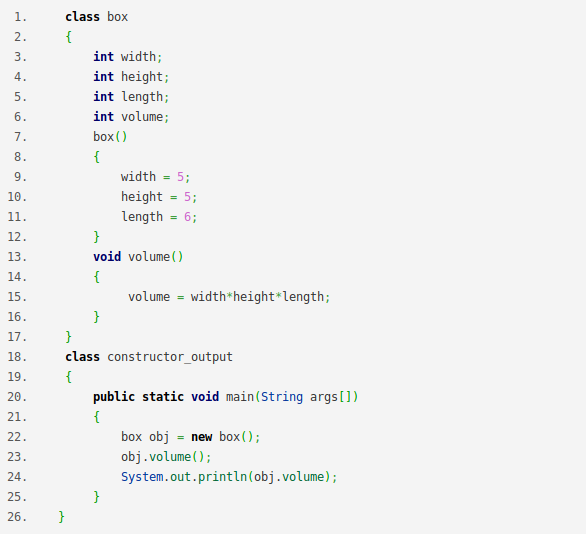 1. class box
2. {
3. int width;
4. int height;
5. int length;
6. int volume;
7. box()
8. {
9. width = 5;
10. height = 5;
11. length = 6;
12. }
13. void volume()
14. {
15. volume = width*height*length;
16. }
17. }
18. class constructor_output
19. {
20. public static void main(String args[])
21. {
22. box obj = new box();
23. obj.volume();
24. System.out.println(obj.volume);
25. }
26. }